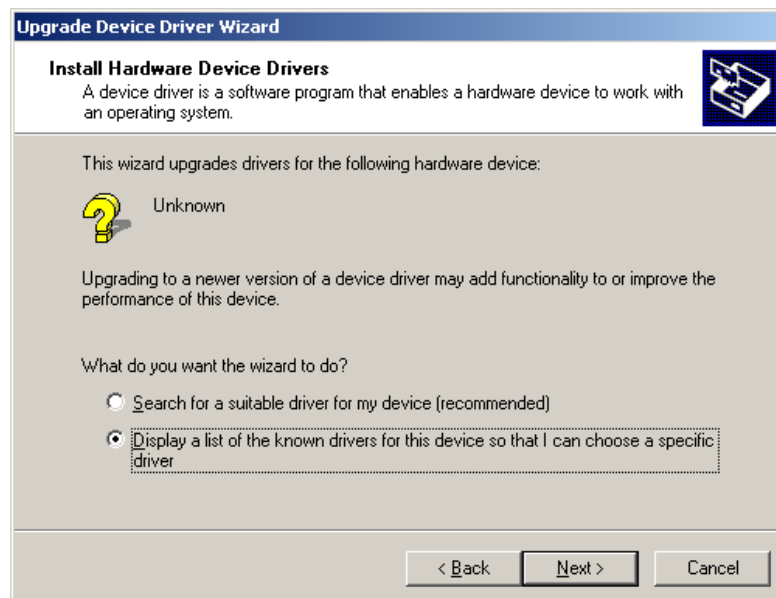 Upgrade Device Driver Wizard
Install Hardware Device Drivers
A device driver is a software program that enables a hardware device to work with
an operating system.
This wizard upgrades drivers for the following hardware device:
Unknown
Upgrading to a newer version of a device driver may add functionality to or improve the
performance of this device.
What do you want the wizard to do?
Search for a suitable driver for my device (recommended)
Display a list of the known drivers for this device so that I can choose a specific
driver
< Back
Next >
Cancel